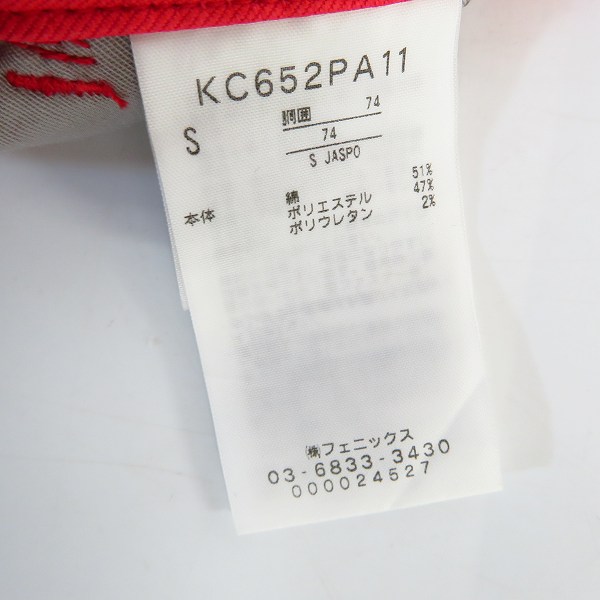 KC652PA11
S
胴囲 74
74
S JASPO
本体 綿 51%
ポリエステル 47%
ポリウレタン 2%
㈱フェニックス
03-6833-3430
000024527